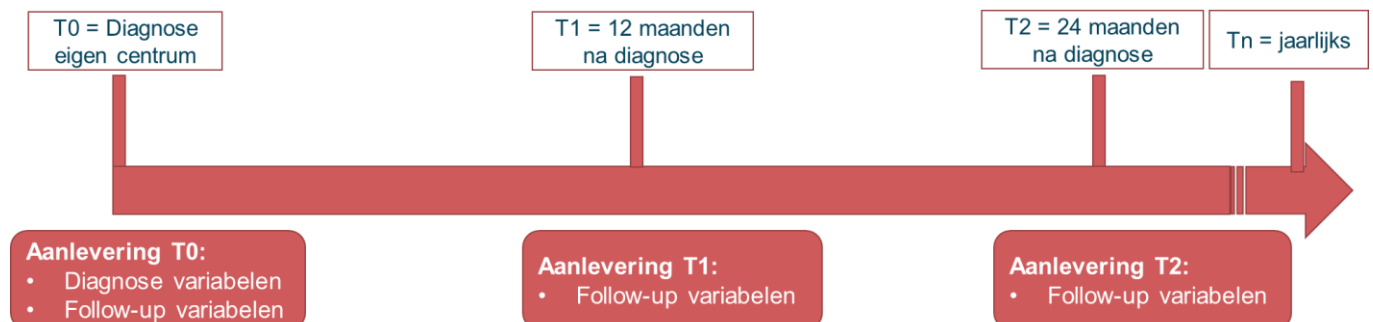 T0 = Diagnose
eigen centrum
T1 = 12 maanden
na diagnose
T2 = 24 maanden
na diagnose
Tn = jaarlijks
Aanlevering T0:
• Diagnose variabelen
• Follow-up variabelen
Aanlevering T1:
• Follow-up variabelen
Aanlevering T2:
• Follow-up variabelen